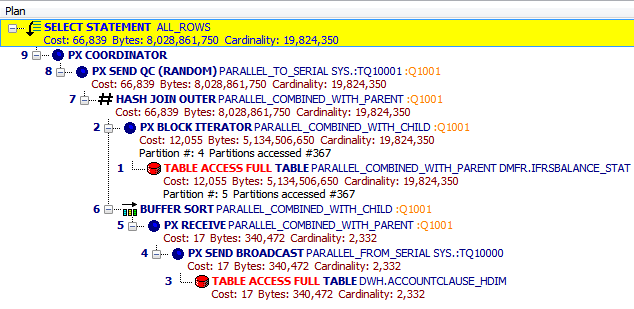 Plan
SELECT STATEMENT ALL_ROWS
Cost: 66,839 Bytes: 8,028,861,750 Cardinality: 19,824,350
9 PX COORDINATOR
8 PX SEND QC (RANDOM) PARALLEL_TO_SERIAL SYS.:TQ10001 :Q1001
Cost: 66,839 Bytes: 8,028,861,750 Cardinality: 19,824,350
7 HASH JOIN OUTER PARALLEL_COMBINED_WITH_PARENT :Q1001
Cost: 66,839 Bytes: 8,028,861,750 Cardinality: 19,824,350
2 PX BLOCK ITERATOR PARALLEL_COMBINED_WITH_CHILD :Q1001
Cost: 12,055 Bytes: 5,134,506,650 Cardinality: 19,824,350
Partition #: 4 Partitions accessed #367
1 TABLE ACCESS FULL TABLE PARALLEL_COMBINED_WITH_PARENT DMFR.IFRSBALANCE_STAT
Cost: 12,055 Bytes: 5,134,506,650 Cardinality: 19,824,350
Partition #: 5 Partitions accessed #367
6 BUFFER SORT PARALLEL_COMBINED_WITH_CHILD :Q1001
5 PX RECEIVE PARALLEL_COMBINED_WITH_PARENT :Q1001
Cost: 17 Bytes: 340,472 Cardinality: 2,332
4 PX SEND BROADCAST PARALLEL_FROM_SERIAL SYS.:TQ10000
Cost: 17 Bytes: 340,472 Cardinality: 2,332
3 TABLE ACCESS FULL TABLE DWH.ACCOUNTCLAUSE_HDIM
Cost: 17 Bytes: 340,472 Cardinality: 2,332